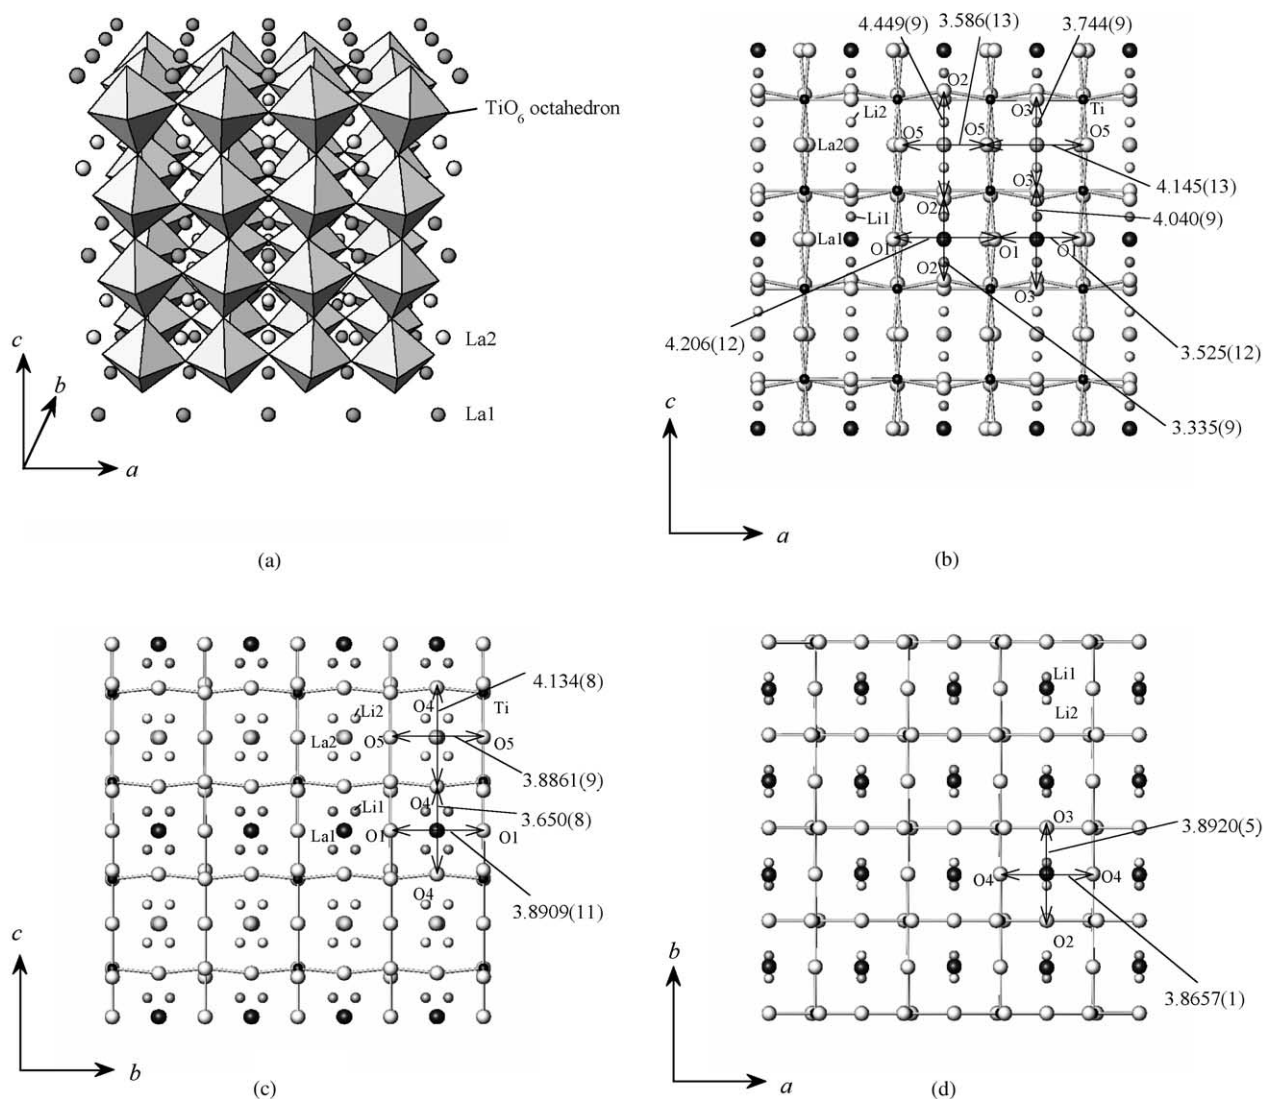 TiO6 octahedron
La2
La1
c
b
a
(a)
4.449(9)
3.586(13)
3.744(9)
O2
O3
Ti
Li2
O5
O5
O5
La2
O3
4.145(13)
O2
Li1
4.040(9)
La1
O1
O1
O1
O2
O3
4.206(12)
3.525(12)
3.335(9)
c
a
(b)
4.134(8)
O4
Ti
Li2
La2
O5
O5
3.8861(9)
O4
Li1
3.650(8)
La1
O1
O1
O4
3.8909(11)
c
b
(c)
Li1
Li2
O3
3.8920(5)
O4
O4
O2
b
3.8657(1)
a
(d)